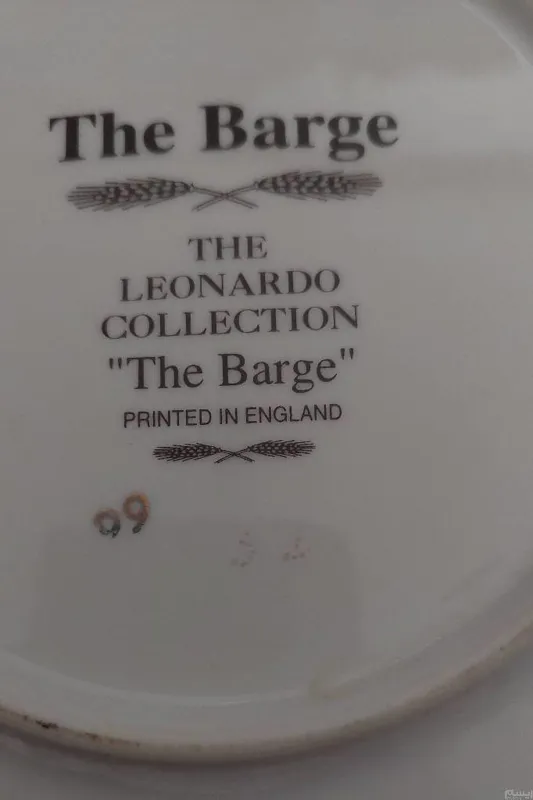 The Barge
THE
LEONARDO
COLLECTION
"The Barge"
PRINTED IN ENGLAND
99